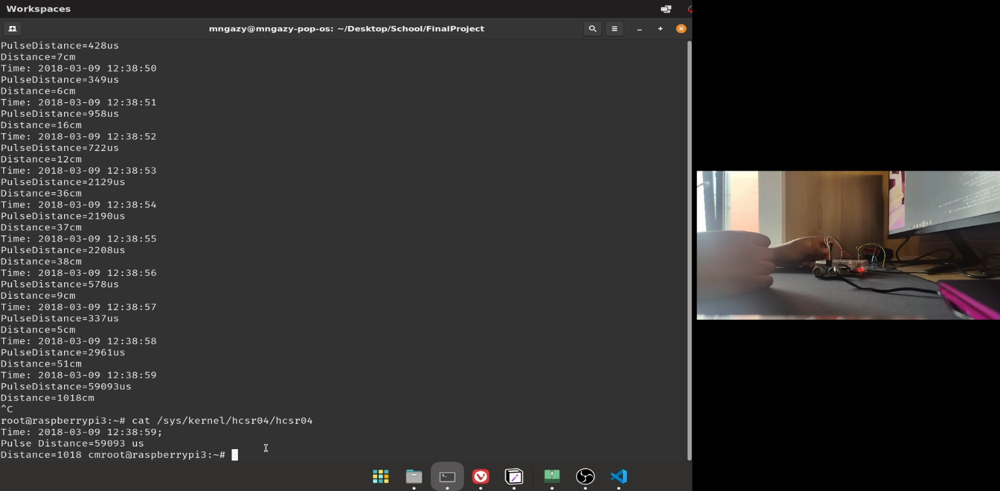 Workspaces
mngazy@mngazy-pop-os: ~/Desktop/School/FinalProject
PulseDistance=428us
Distance=7cm
Time: 2018-03-09 12:38:50
PulseDistance=349us
Distance=6cm
Time: 2018-03-09 12:38:51
PulseDistance=958us
Distance=16cm
Time: 2018-03-09 12:38:52
PulseDistance=722us
Distance=12cm
Time: 2018-03-09 12:38:53
PulseDistance=2129us
Distance=36cm
Time: 2018-03-09 12:38:54
PulseDistance=2190us
Distance=37cm
Time: 2018-03-09 12:38:55
PulseDistance=2208us
Distance=38cm
Time: 2018-03-09 12:38:56
PulseDistance=578us
Distance=9cm
Time: 2018-03-09 12:38:57
PulseDistance=337us
Distance=5cm
Time: 2018-03-09 12:38:58
PulseDistance=2961us
Distance=51cm
Time: 2018-03-09 12:38:59
PulseDistance=59093us
Distance=1018cm
^C
root@raspberrypi3:~# cat /sys/kernel/hcsr04/hcsr04
Time: 2018-03-09 12:38:59;
Pulse Distance=59093 us
Distance=1018 cmroot@raspberrypi3:~#